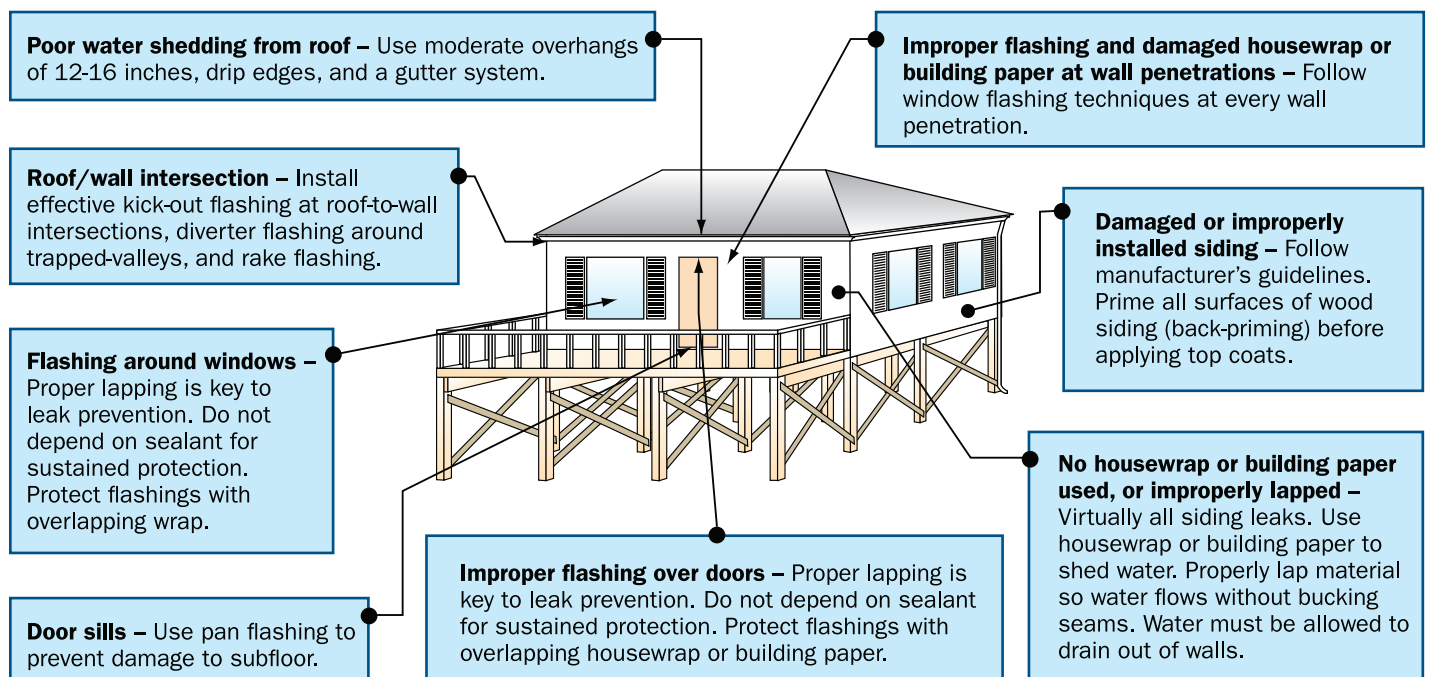 Poor water shedding from roof – Use moderate overhangs
of 12-16 inches, drip edges, and a gutter system.
Improper flashing and damaged housewrap or
building paper at wall penetrations – Follow
window flashing techniques at every wall
penetration.
Roof/wall intersection – Install
effective kick-out flashing at roof-to-wall
intersections, diverter flashing around
trapped-valleys, and rake flashing.
Damaged or improperly
installed siding – Follow
manufacturer’s guidelines.
Prime all surfaces of wood
siding (back-priming) before
applying top coats.
Flashing around windows –
Proper lapping is key to
leak prevention. Do not
depend on sealant for
sustained protection.
Protect flashings with
overlapping wrap.
No housewrap or building paper
used, or improperly lapped –
Virtually all siding leaks. Use
housewrap or building paper to
shed water. Properly lap material
so water flows without bucking
seams. Water must be allowed to
drain out of walls.
Improper flashing over doors – Proper lapping is
key to leak prevention. Do not depend on sealant
for sustained protection. Protect flashings with
overlapping housewrap or building paper.
Door sills – Use pan flashing to
prevent damage to subfloor.